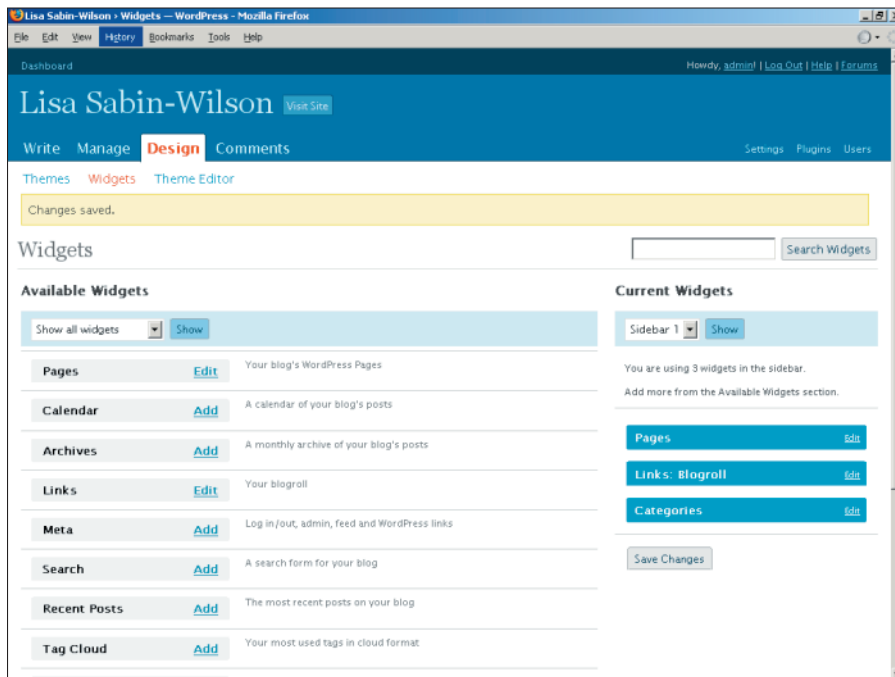 Lisa Sabin-Wilson › Widgets — WordPress - Mozilla Firefox
File Edit View History Bookmarks Tools Help
Dashboard Howdy, admin! | Log Out | Help | Forums
Lisa Sabin-Wilson Visit Site
Write Manage Design Comments Settings Plugins Users
Themes Widgets Theme Editor
Changes saved.
Widgets Search Widgets
Available Widgets Current Widgets
Show all widgets Show Sidebar 1 Show
Pages Edit Your blog's WordPress Pages
You are using 3 widgets in the sidebar.
Calendar Add A calendar of your blog's posts
Add more from the Available Widgets section.
Archives Add A monthly archive of your blog's posts
Pages Edit
Links Edit Your blogroll
Links: Blogroll Edit
Meta Add Log in/out, admin, feed and WordPress links
Categories Edit
Search Add A search form for your blog
Save Changes
Recent Posts Add The most recent posts on your blog
Tag Cloud Add Your most used tags in cloud format